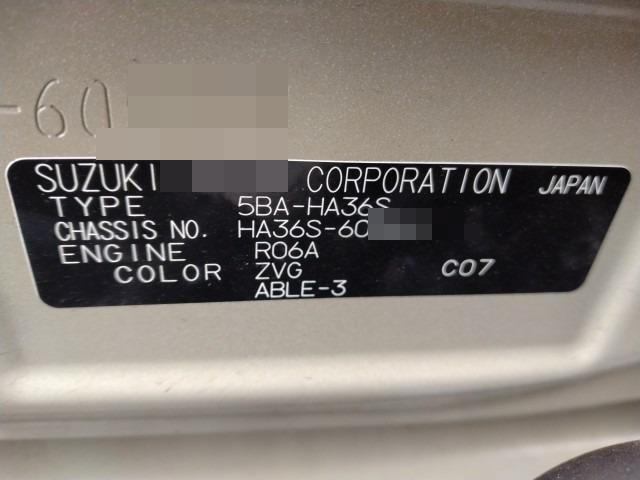 -60
SUZUKI CORPORATION JAPAN
TYPE 5BA-HA36S
CHASSIS NO. HA36S-60
ENGINE R06A
COLOR ZVG C07
ABLE-3